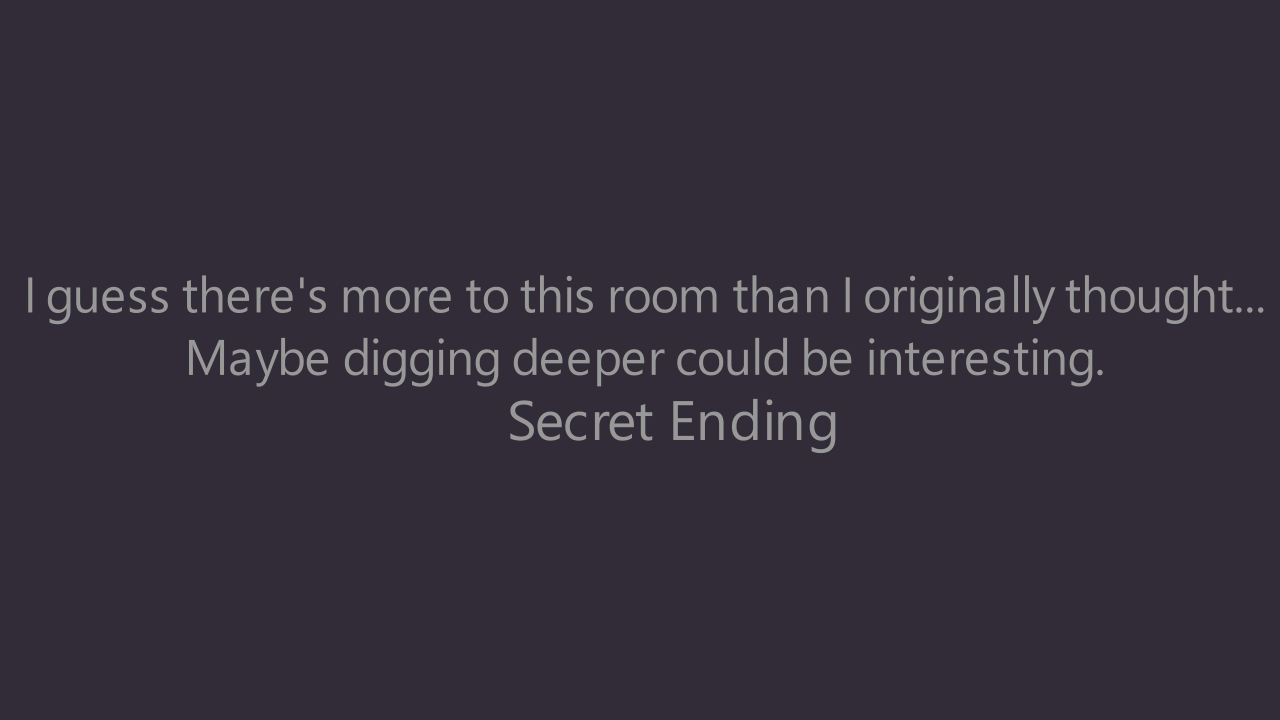 I guess there's more to this room than I originally thought...
Maybe digging deeper could be interesting.
Secret Ending